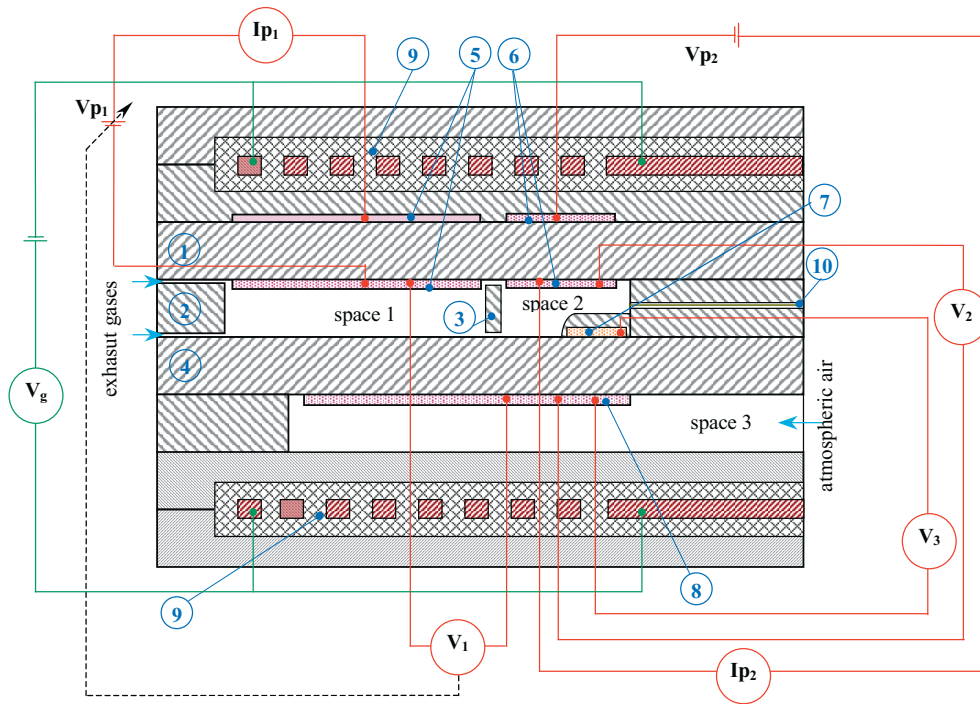 Ip1
9
5
6
Vp2
Vp1
7
1
10
2
space 1
3
space 2
V2
exhasut gases
4
Vg
space 3
atmospheric air
V3
9
8
V1
Ip2